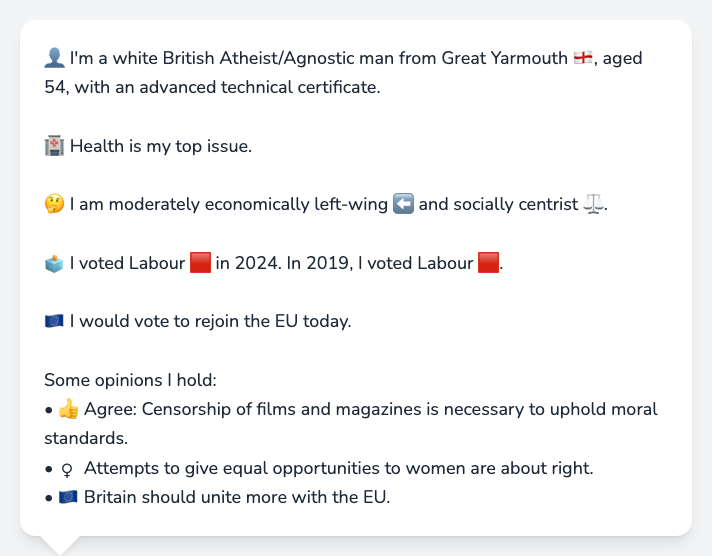 👤 I'm a white British Atheist/Agnostic man from Great Yarmouth 🏴󠁧󠁢󠁥󠁮󠁧󠁿, aged
54, with an advanced technical certificate.
🏥 Health is my top issue.
🤔 I am moderately economically left-wing ⬅️ and socially centrist ⚖️.
🗳️ I voted Labour 🟥 in 2024. In 2019, I voted Labour 🟥.
🇪🇺 I would vote to rejoin the EU today.
Some opinions I hold:
• 👍 Agree: Censorship of films and magazines is necessary to uphold moral
standards.
• ♀ Attempts to give equal opportunities to women are about right.
• 🇪🇺 Britain should unite more with the EU.